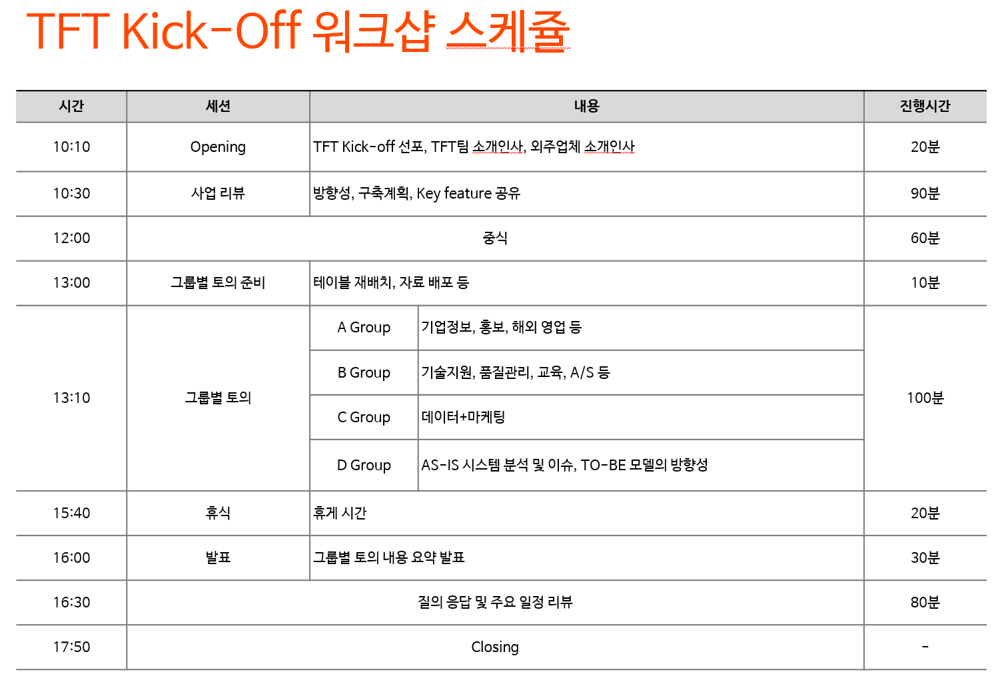 TFT Kick-Off 워크샵 스케쥴
시간 세션 내용 진행시간
10:10 Opening TFT Kick-off 선포, TFT팀 소개인사, 외주업체 소개인사 20분
10:30 사업 리뷰 방향성, 구축계획, Key feature 공유 90분
12:00 중식 60분
13:00 그룹별 토의 준비 테이블 재배치, 자료 배포 등 10분
13:10 그룹별 토의 100분
A Group 기업정보, 홍보, 해외 영업 등
B Group 기술지원, 품질관리, 교육, A/S 등
C Group 데이터+마케팅
D Group AS-IS 시스템 분석 및 이슈, TO-BE 모델의 방향성
15:40 휴식 휴게 시간 20분
16:00 발표 그룹별 토의 내용 요약 발표 30분
16:30 질의 응답 및 주요 일정 리뷰 80분
17:50 Closing -